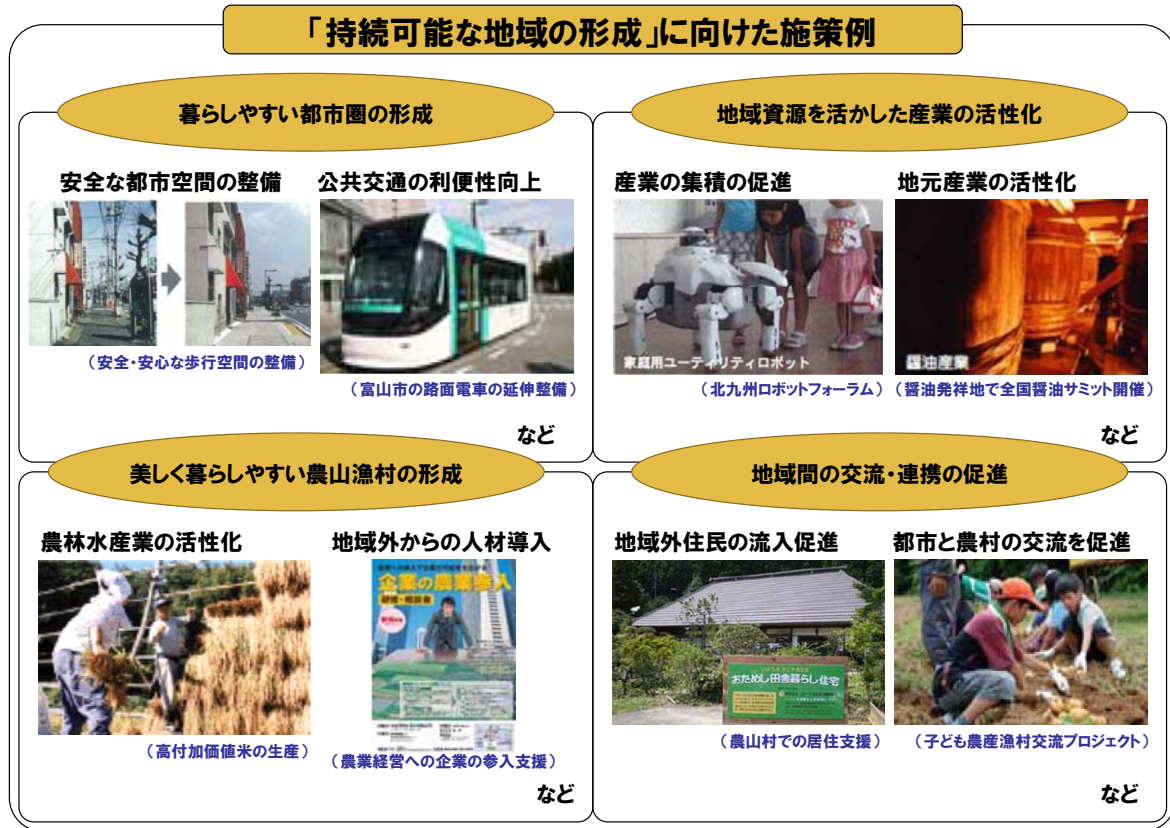 「持続可能な地域の形成」に向けた施策例
暮らしやすい都市圏の形成
安全な都市空間の整備
（安全・安心な歩行空間の整備）
公共交通の利便性向上
（富山市の路面電車の延伸整備）
など
地域資源を活かした産業の活性化
産業の集積の促進
家庭用ユーティリティロボット
（北九州ロボットフォーラム）
地元産業の活性化
醤油産業
（醤油発祥地で全国醤油サミット開催）
など
美しく暮らしやすい農山漁村の形成
農林水産業の活性化
（高付加価値米の生産）
地域外からの人材導入
企業の農業参入
研修・相談会
（農業経営への企業の参入支援）
など
地域間の交流・連携の促進
地域外住民の流入促進
おためし田舎暮らし住宅
（農山村での居住支援）
都市と農村の交流を促進
（子ども農産漁村交流プロジェクト）
など